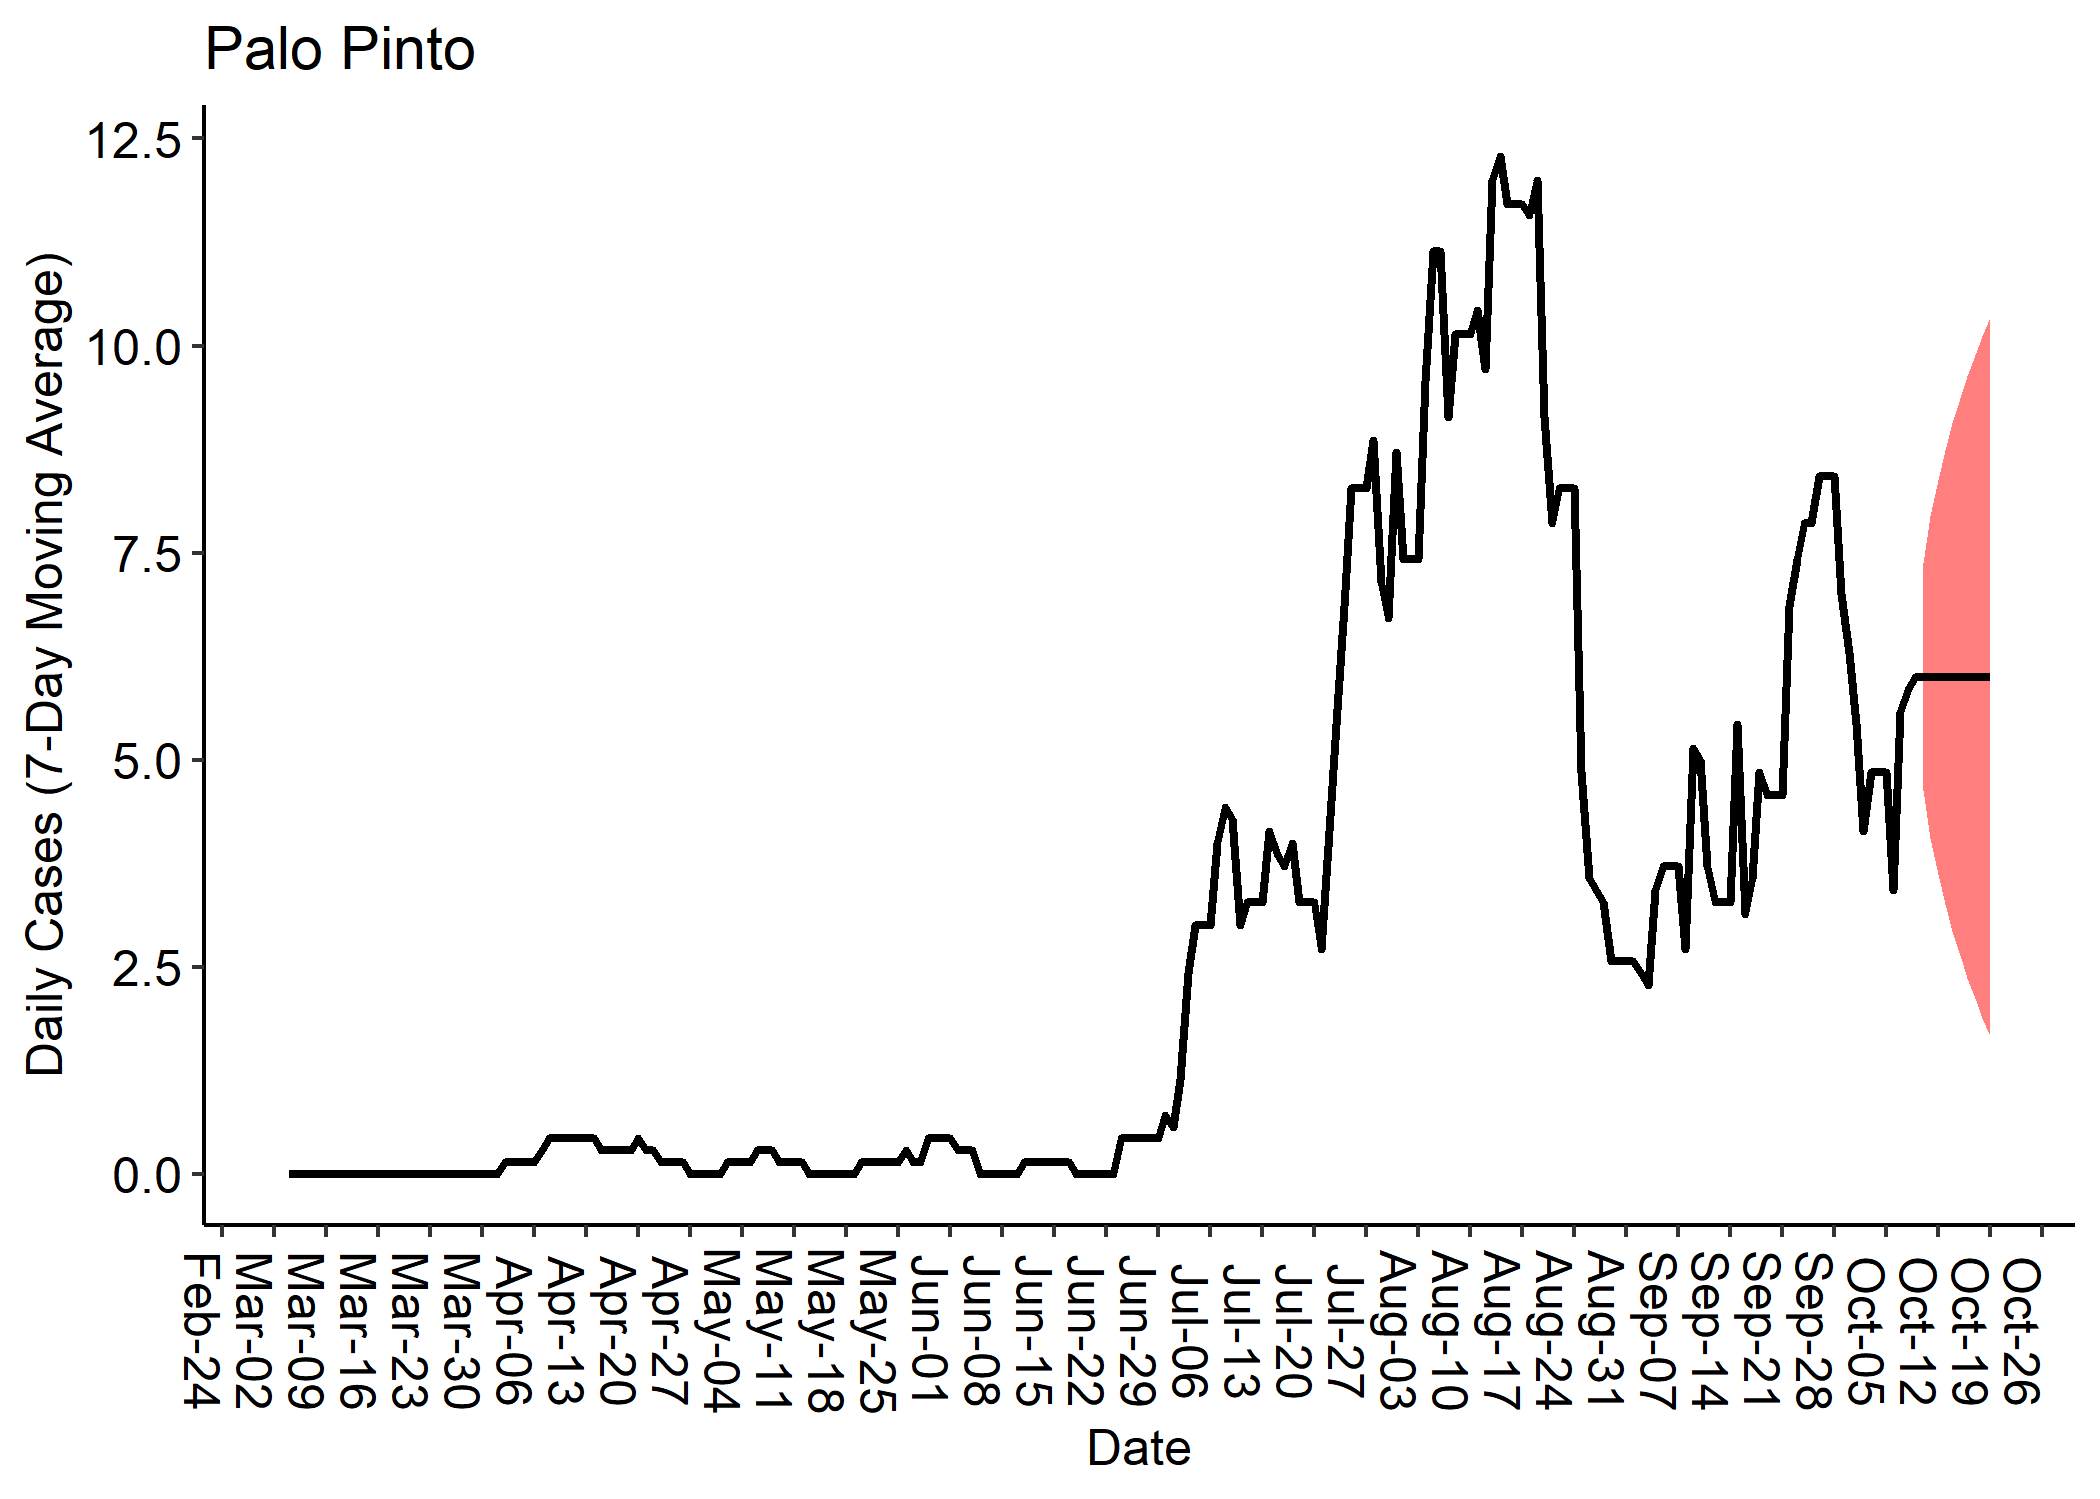 Palo Pinto
Daily Cases (7-Day Moving Average)
12.5
10.0
7.5
5.0
2.5
0.0
Feb-24
Mar-02
Mar-09
Mar-16
Mar-23
Mar-30
Apr-06
Apr-13
Apr-20
Apr-27
May-04
May-11
May-18
May-25
Jun-01
Jun-08
Jun-15
Jun-22
Jun-29
Jul-06
Jul-13
Jul-20
Jul-27
Aug-03
Aug-10
Aug-17
Aug-24
Aug-31
Sep-07
Sep-14
Sep-21
Sep-28
Oct-05
Oct-12
Oct-19
Oct-26
Date